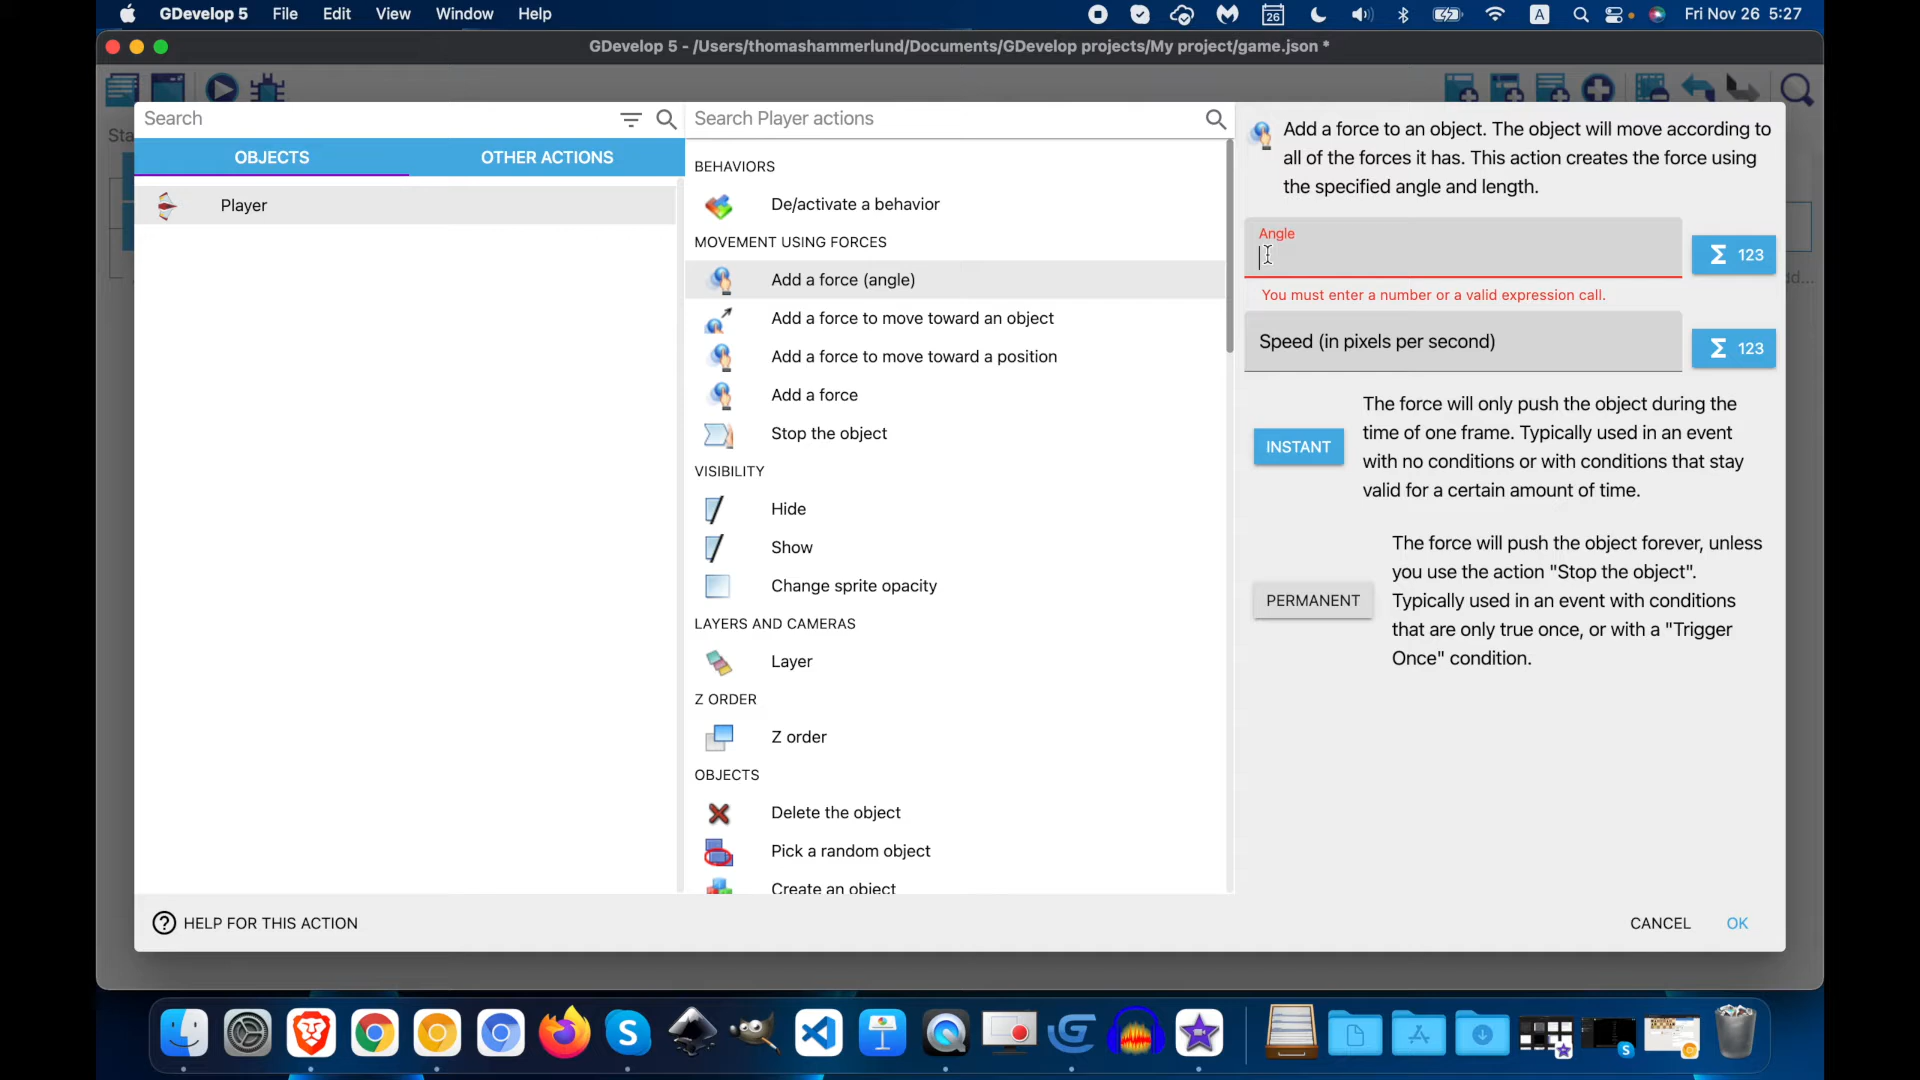 GDevelop 5 File Edit View Window Help
26 A Fri Nov 26 5:27
GDevelop 5 - /Users/thomashammerlund/Documents/GDevelop projects/My project/game.json *
Sta
Search
Search Player actions
OBJECTS OTHER ACTIONS
Player
BEHAVIORS
De/activate a behavior
MOVEMENT USING FORCES
Add a force (angle)
Add a force to move toward an object
Add a force to move toward a position
Add a force
Stop the object
VISIBILITY
Hide
Show
Change sprite opacity
LAYERS AND CAMERAS
Layer
Z ORDER
Z order
OBJECTS
Delete the object
Pick a random object
Create an object
Add a force to an object. The object will move according to
all of the forces it has. This action creates the force using
the specified angle and length.
Angle
Σ 123
You must enter a number or a valid expression call.
Speed (in pixels per second)
Σ 123
INSTANT
The force will only push the object during the
time of one frame. Typically used in an event
with no conditions or with conditions that stay
valid for a certain amount of time.
PERMANENT
The force will push the object forever, unless
you use the action "Stop the object".
Typically used in an event with conditions
that are only true once, or with a "Trigger
Once" condition.
dd...
HELP FOR THIS ACTION
CANCEL OK